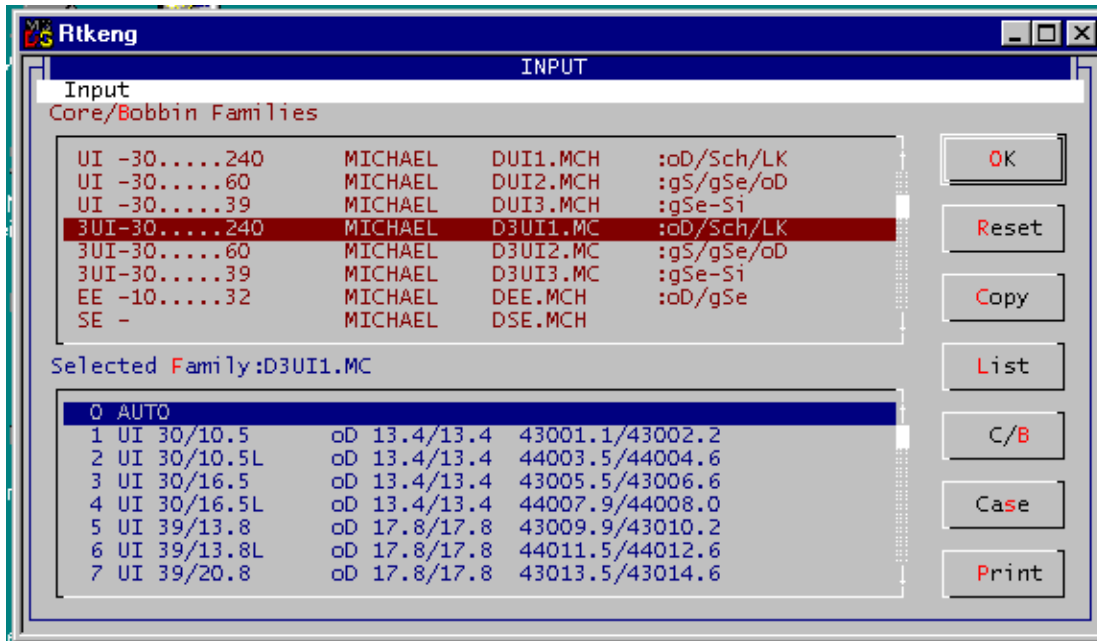 Rtkeng
INPUT
Input
Core/Bobbin Families
UI -30.....240 MICHAEL DUI1.MCH :oD/Sch/LK
UI -30.....60 MICHAEL DUI2.MCH :gS/gSe/oD
UI -30.....39 MICHAEL DUI3.MCH :gSe-Si
3UI-30.....240 MICHAEL D3UI1.MC :oD/Sch/LK
3UI-30.....60 MICHAEL D3UI2.MC :gS/gSe/oD
3UI-30.....39 MICHAEL D3UI3.MC :gSe-Si
EE -10.....32 MICHAEL DEE.MCH :oD/gSe
SE - MICHAEL DSE.MCH
Selected Family:D3UI1.MC
0 AUTO
1 UI 30/10.5 oD 13.4/13.4 43001.1/43002.2
2 UI 30/10.5L oD 13.4/13.4 44003.5/44004.6
3 UI 30/16.5 oD 13.4/13.4 43005.5/43006.6
4 UI 30/16.5L oD 13.4/13.4 44007.9/44008.0
5 UI 39/13.8 oD 17.8/17.8 43009.9/43010.2
6 UI 39/13.8L oD 17.8/17.8 44011.5/44012.6
7 UI 39/20.8 oD 17.8/17.8 43013.5/43014.6
OK
Reset
Copy
List
C/B
Case
Print